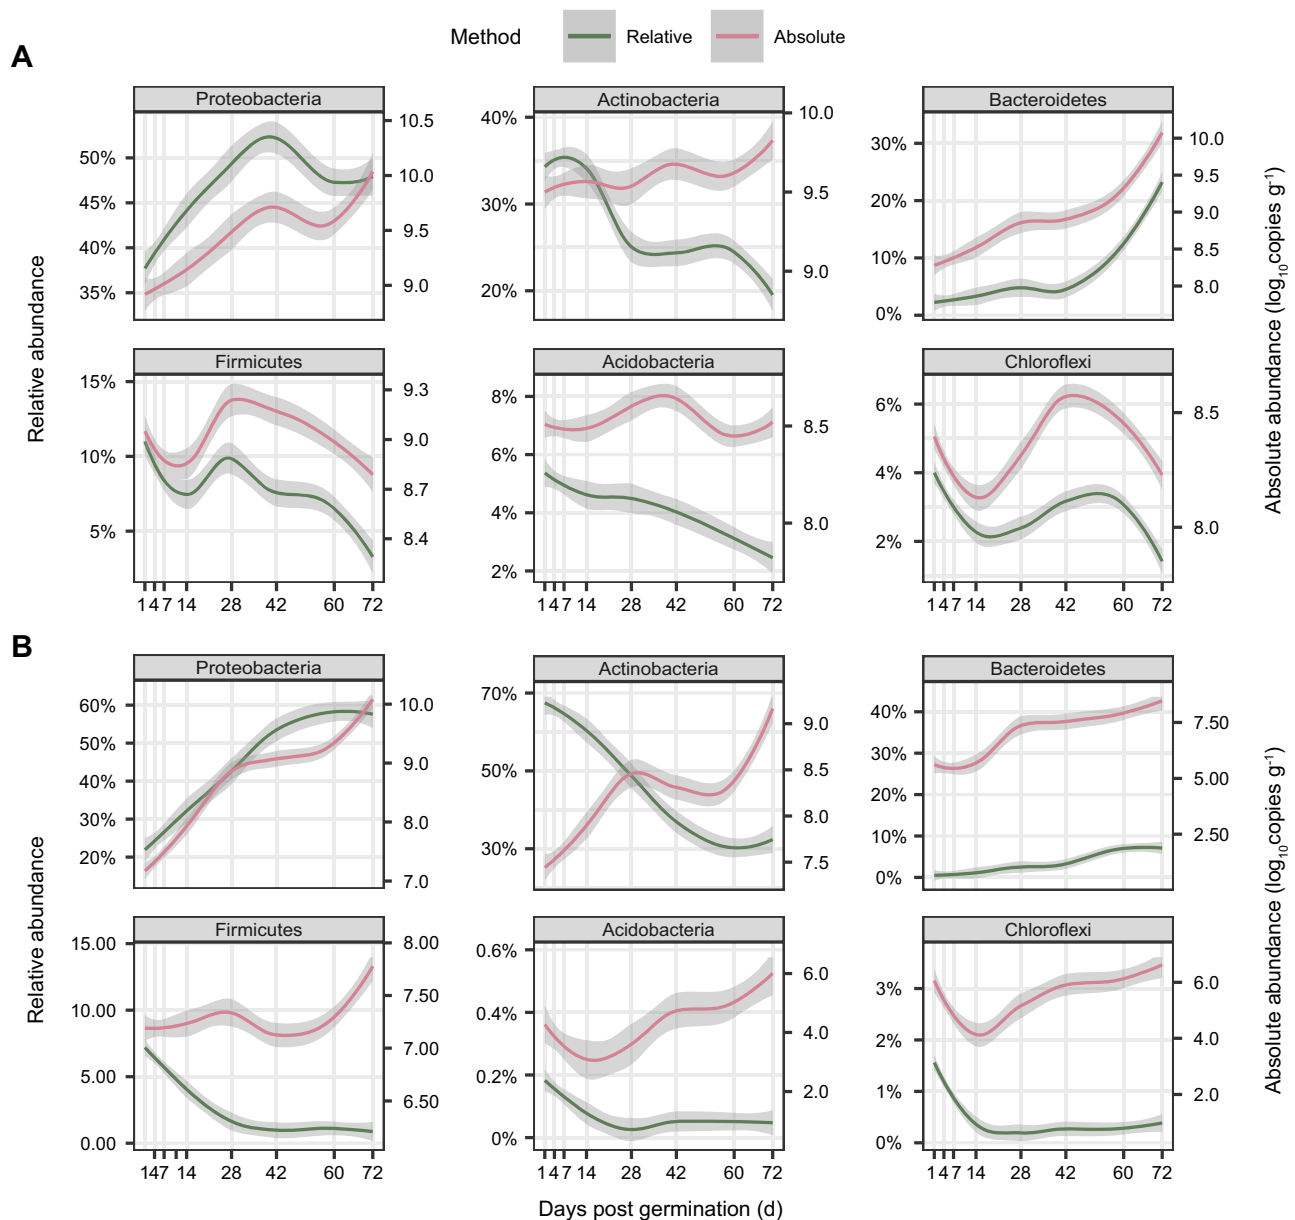 Method Relative Absolute
A
Proteobacteria Actinobacteria Bacteroidetes
50% 45% 40% 35%
10.5 10.0 9.5 9.0
40% 30% 20%
10.0 9.5 9.0
30% 20% 10% 0%
10.0 9.5 9.0 8.5 8.0
Firmicutes Acidobacteria Chloroflexi
15% 10% 5%
9.3 9.0 8.7 8.4
8% 6% 4% 2%
8.5 8.0
6% 4% 2%
8.5 8.0
1 4 7 14 28 42 60 72
1 4 7 14 28 42 60 72
1 4 7 14 28 42 60 72
Relative abundance
Absolute abundance (log10copies g-1)
B
Proteobacteria Actinobacteria Bacteroidetes
60% 50% 40% 30% 20%
10.0 9.0 8.0 7.0
70% 50% 30%
9.0 8.5 8.0 7.5
40% 30% 20% 10% 0%
7.50 5.00 2.50
Firmicutes Acidobacteria Chloroflexi
15.00 10.00 5.00 0.00
8.00 7.50 7.00 6.50
0.6% 0.4% 0.2% 0%
6.0 4.0 2.0
3% 2% 1% 0%
6.0 4.0 2.0
1 4 7 14 28 42 60 72
1 4 7 14 28 42 60 72
1 4 7 14 28 42 60 72
Relative abundance
Absolute abundance (log10copies g-1)
Days post germination (d)